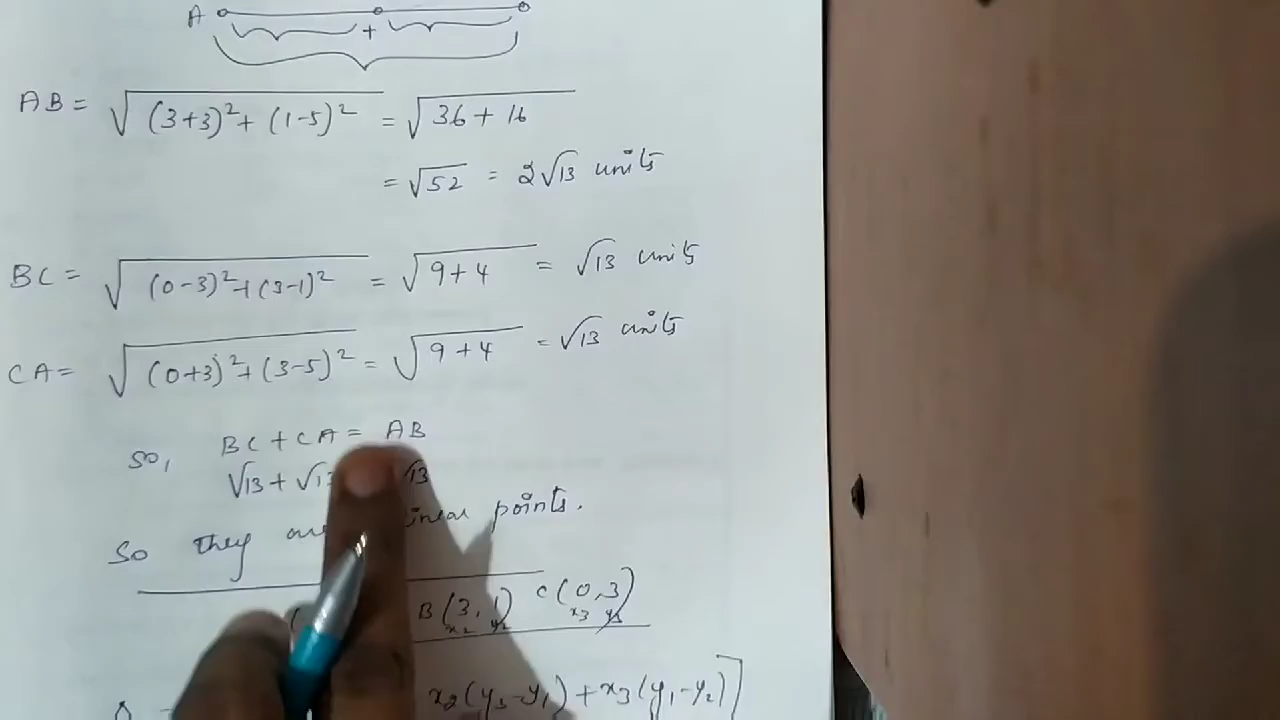 A
+
AB = √(3+3)²+(1-5)² = √36+16
= √52 = 2√13 units
BC = √(0-3)²+(3-1)² = √9+4 = √13 units
CA = √(0+3)²+(3-5)² = √9+4 = √13 units
So, BC + CA = AB
√13 + √13
So they points.
B(3,1) C(0,3)
x₂ y₂ x₃ y₃
x₂(y₃-y₁)+x₃(y₁-y₂)]